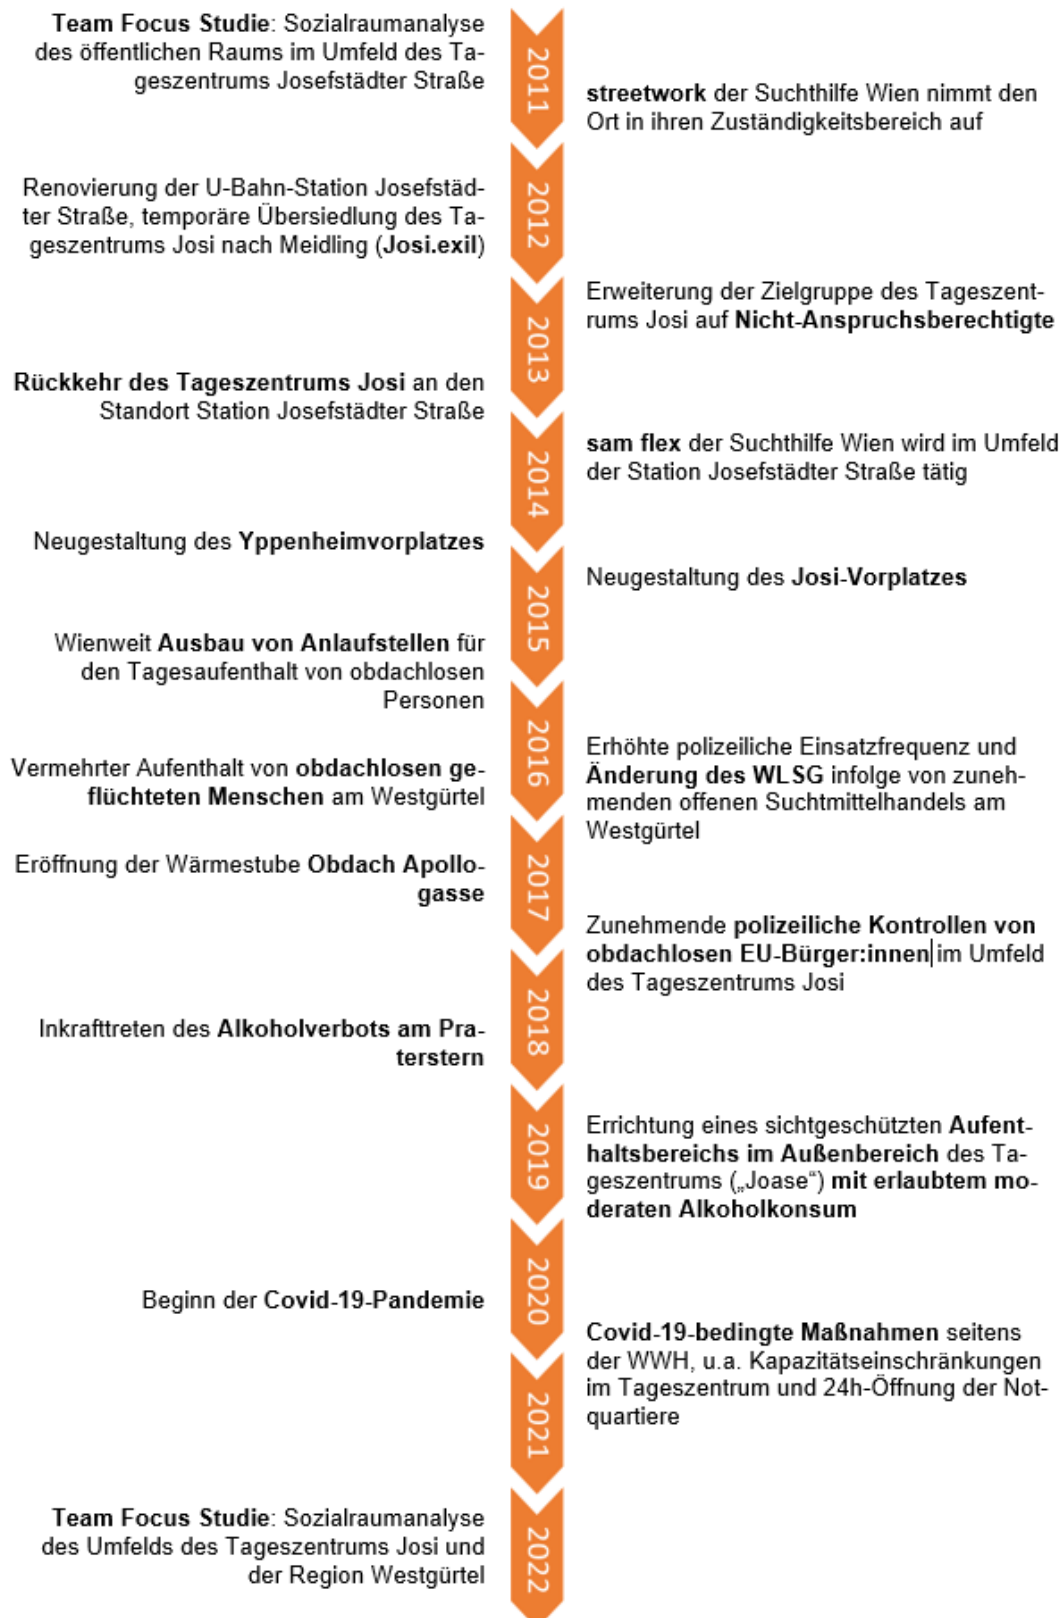 Team Focus Studie: Sozialraumanalyse
des öffentlichen Raums im Umfeld des Ta-
geszentrums Josefstädter Straße
2011
streetwork der Suchthilfe Wien nimmt den
Ort in ihren Zuständigkeitsbereich auf
Renovierung der U-Bahn-Station Josefstäd-
ter Straße, temporäre Übersiedlung des Ta-
geszentrums Josi nach Meidling (Josi.exil)
2012
Erweiterung der Zielgruppe des Tageszent-
rums Josi auf Nicht-Anspruchsberechtigte
2013
Rückkehr des Tageszentrums Josi an den
Standort Station Josefstädter Straße
sam flex der Suchthilfe Wien wird im Umfeld
der Station Josefstädter Straße tätig
2014
Neugestaltung des Yppenheimvorplatzes
Neugestaltung des Josi-Vorplatzes
2015
Wienweit Ausbau von Anlaufstellen für
den Tagesaufenthalt von obdachlosen
Personen
2016
Erhöhte polizeiliche Einsatzfrequenz und
Änderung des WLSG infolge von zuneh-
menden offenen Suchtmittelhandels am
Westgürtel
Vermehrter Aufenthalt von obdachlosen ge-
flüchteten Menschen am Westgürtel
Eröffnung der Wärmestube Obdach Apollo-
gasse
2017
Zunehmende polizeiliche Kontrollen von
obdachlosen EU-Bürger:innen im Umfeld
des Tageszentrums Josi
2018
Inkrafttreten des Alkoholverbots am Pra-
terstern
2019
Errichtung eines sichtgeschützten Aufent-
haltsbereichs im Außenbereich des Ta-
geszentrums („Joase“) mit erlaubtem mo-
deraten Alkoholkonsum
2020
Beginn der Covid-19-Pandemie
Covid-19-bedingte Maßnahmen seitens
der WWH, u.a. Kapazitätseinschränkungen
im Tageszentrum und 24h-Öffnung der Not-
quartiere
2021
Team Focus Studie: Sozialraumanalyse
des Umfelds des Tageszentrums Josi und
der Region Westgürtel
2022